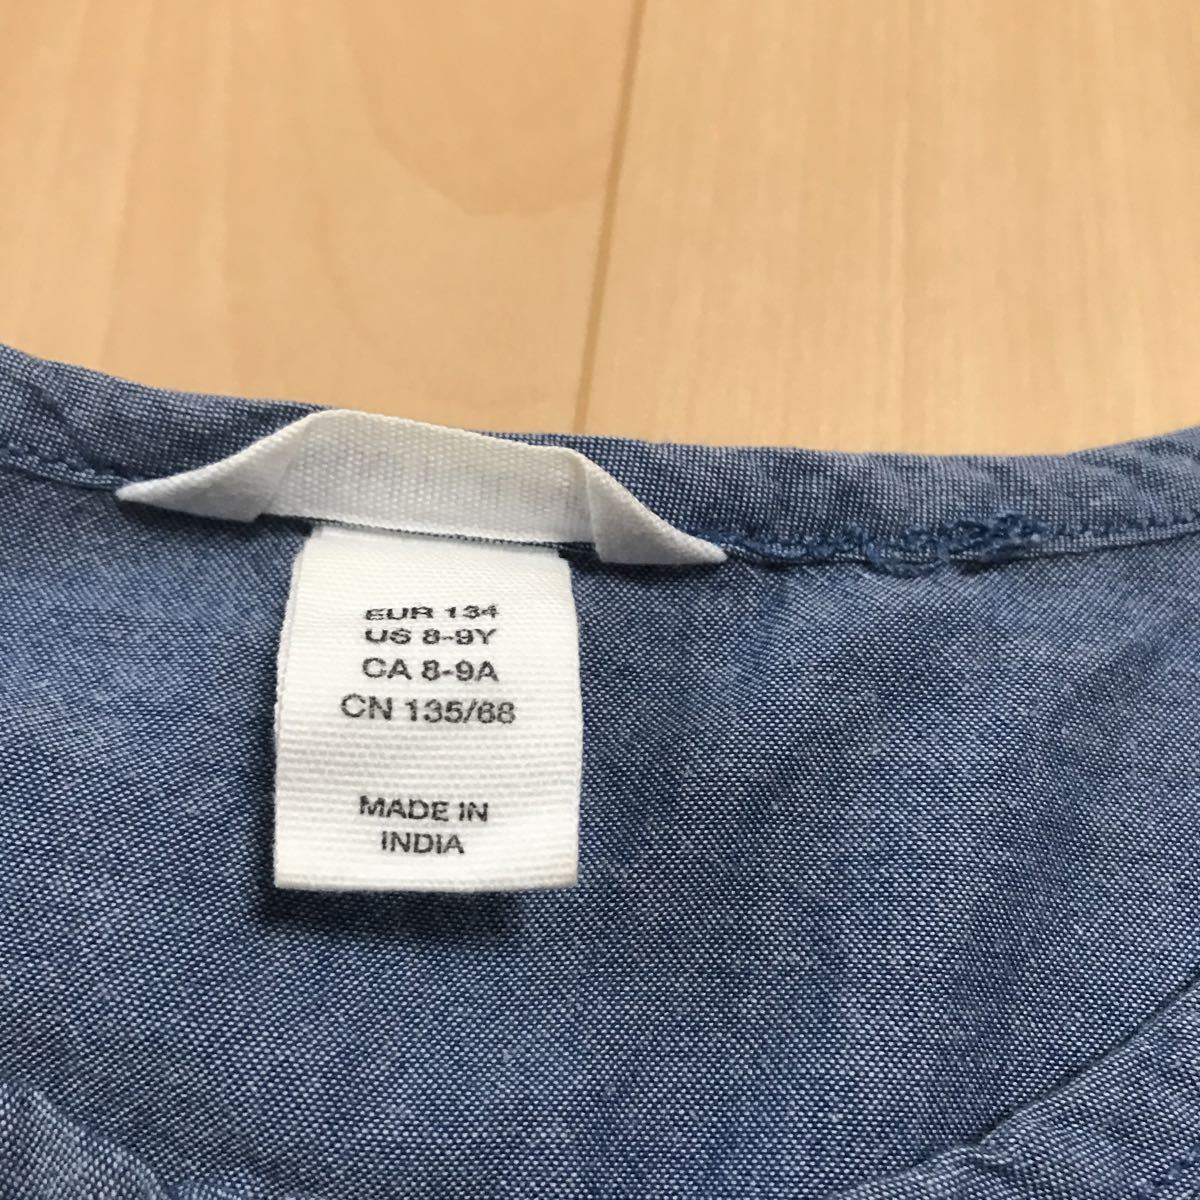 EUR 134
US 8-9Y
CA 8-9A
CN 135/68
MADE IN
INDIA